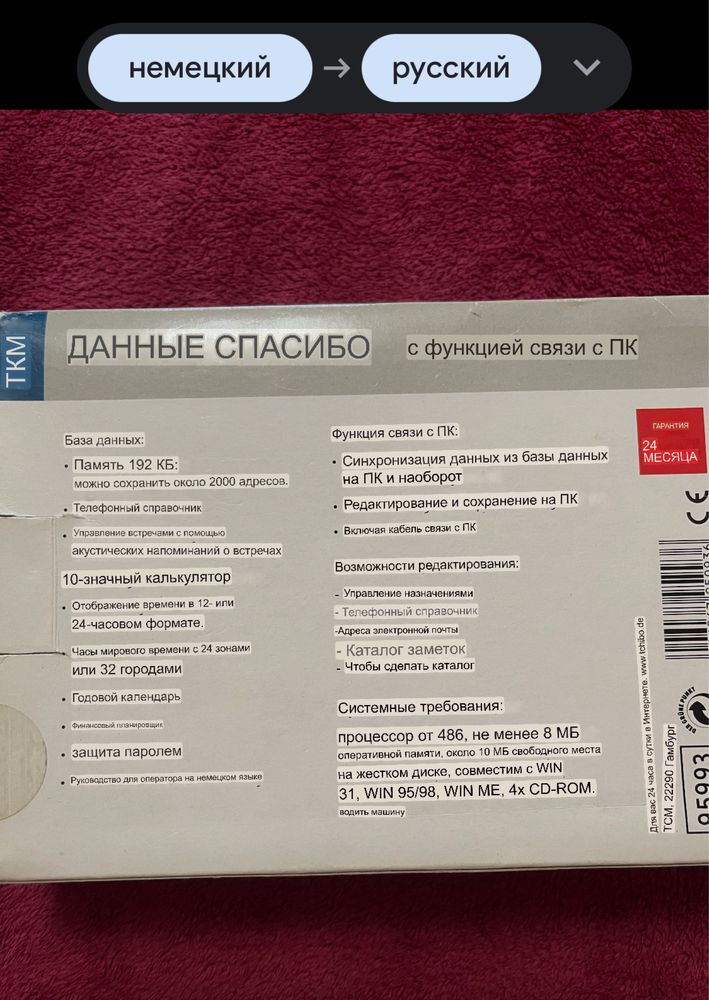 немецкий → русский
ТКМ
ДАННЫЕ СПАСИБО
с функцией связи с ПК
База данных:
• Память 192 КБ:
можно сохранить около 2000 адресов.
• Телефонный справочник
• Управление встречами с помощью
акустических напоминаний о встречах
10-значный калькулятор
• Отображение времени в 12- или
24-часовом формате.
Часы мирового времени с 24 зонами
или 32 городами
• Годовой календарь
• Финансовый планировщик
• защита паролем
• Руководство для оператора на немецком языке
Функция связи с ПК:
• Синхронизация данных из базы данных
на ПК и наоборот
• Редактирование и сохранение на ПК
• Включая кабель связи с ПК
Возможности редактирования:
- Управление назначениями
- Телефонный справочник
-Адреса электронной почты
- Каталог заметок
- Чтобы сделать каталог
Системные требования:
процессор от 486, не менее 8 МБ
оперативной памяти, около 10 МБ свободного места
на жестком диске, совместим с WIN
31, WIN 95/98, WIN ME, 4x CD-ROM.
водить машину
ГАРАНТИЯ
24
МЕСЯЦА
CE
DER GRÜNE PUNKT
Для вас 24 часа в сутки в Интернете. www.tchibo.de
TCM, 22290 Гамбург
95993